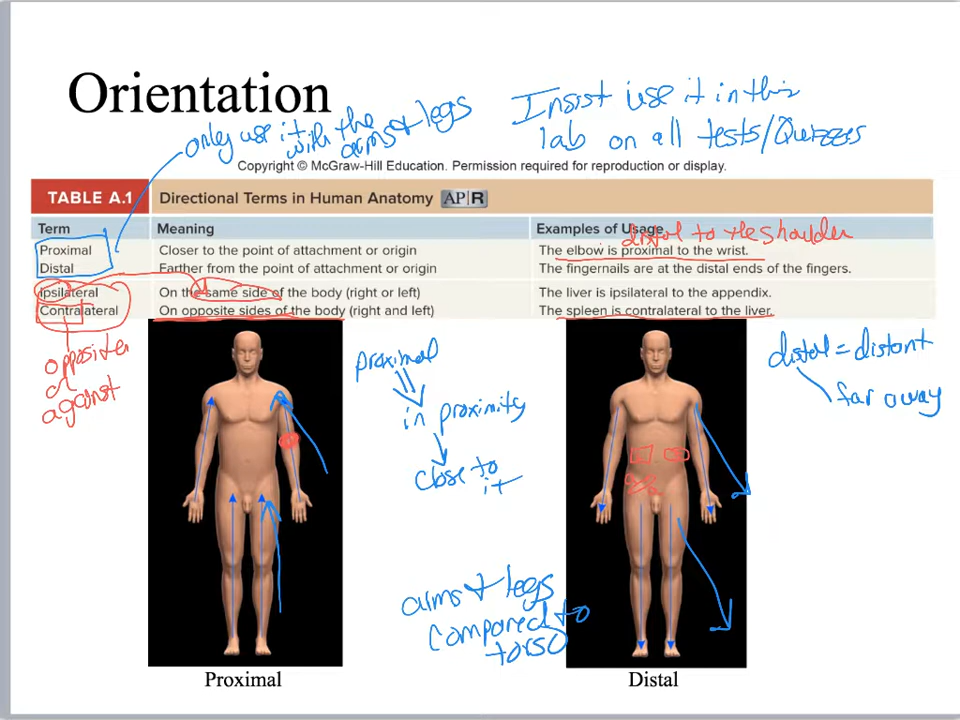 Orientation
only use it
with the
arms & legs
Insist use it in this
lab on all tests/Quizzes
Copyright © McGraw-Hill Education. Permission required for reproduction or display.
TABLE A.1 Directional Terms in Human Anatomy AP|R
Term Meaning Examples of Usage
distal to the shoulder
Proximal Closer to the point of attachment or origin The elbow is proximal to the wrist.
Distal Farther from the point of attachment or origin The fingernails are at the distal ends of the fingers.
Ipsilateral On the same side of the body (right or left) The liver is ipsilateral to the appendix.
Contralateral On opposite sides of the body (right and left) The spleen is contralateral to the liver.
opposite
or
against
proximal
in proximity
close to
it
distal = distant
far away
arms & legs
compared to
torso
Proximal
Distal